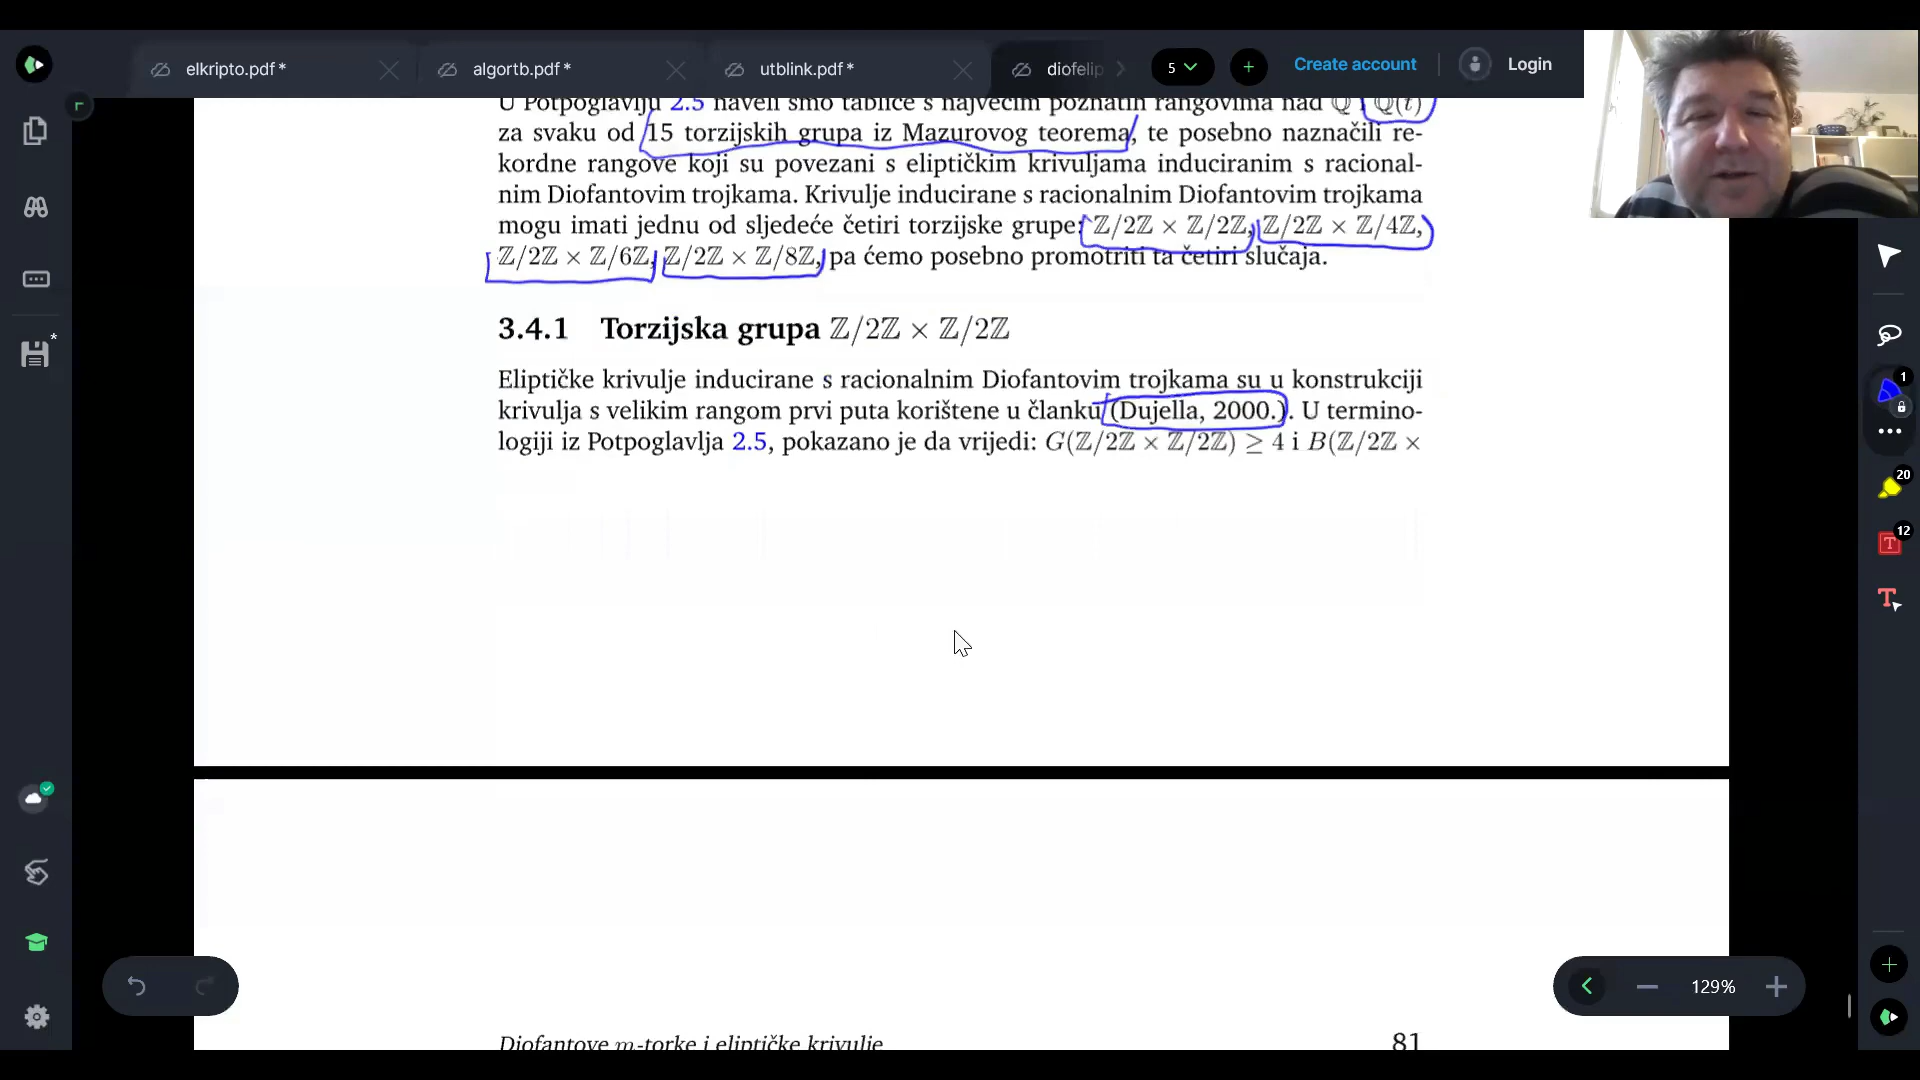 elkripto.pdf *
algortb.pdf *
utblink.pdf *
diofelip
5
Create account
Login
U Potpoglavlju 2.5 naveli smo tablice s najvećim poznatim rangovima nad ℚ i ℚ(t)
za svaku od 15 torzijskih grupa iz Mazurovog teorema, te posebno naznačili re-
kordne rangove koji su povezani s eliptičkim krivuljama induciranim s racional-
nim Diofantovim trojkama. Krivulje inducirane s racionalnim Diofantovim trojkama
mogu imati jednu od sljedeće četiri torzijske grupe: ℤ/2ℤ × ℤ/2ℤ, ℤ/2ℤ × ℤ/4ℤ,
ℤ/2ℤ × ℤ/6ℤ, ℤ/2ℤ × ℤ/8ℤ, pa ćemo posebno promotriti ta četiri slučaja.
3.4.1 Torzijska grupa ℤ/2ℤ × ℤ/2ℤ
Eliptičke krivulje inducirane s racionalnim Diofantovim trojkama su u konstrukciji
krivulja s velikim rangom prvi puta korištene u članku (Dujella, 2000.). U termino-
logiji iz Potpoglavlja 2.5, pokazano je da vrijedi: G(ℤ/2ℤ × ℤ/2ℤ) ≥ 4 i B(ℤ/2ℤ ×
Diofantove m-torke i eliptičke krivulje 81
1
20
12
129%